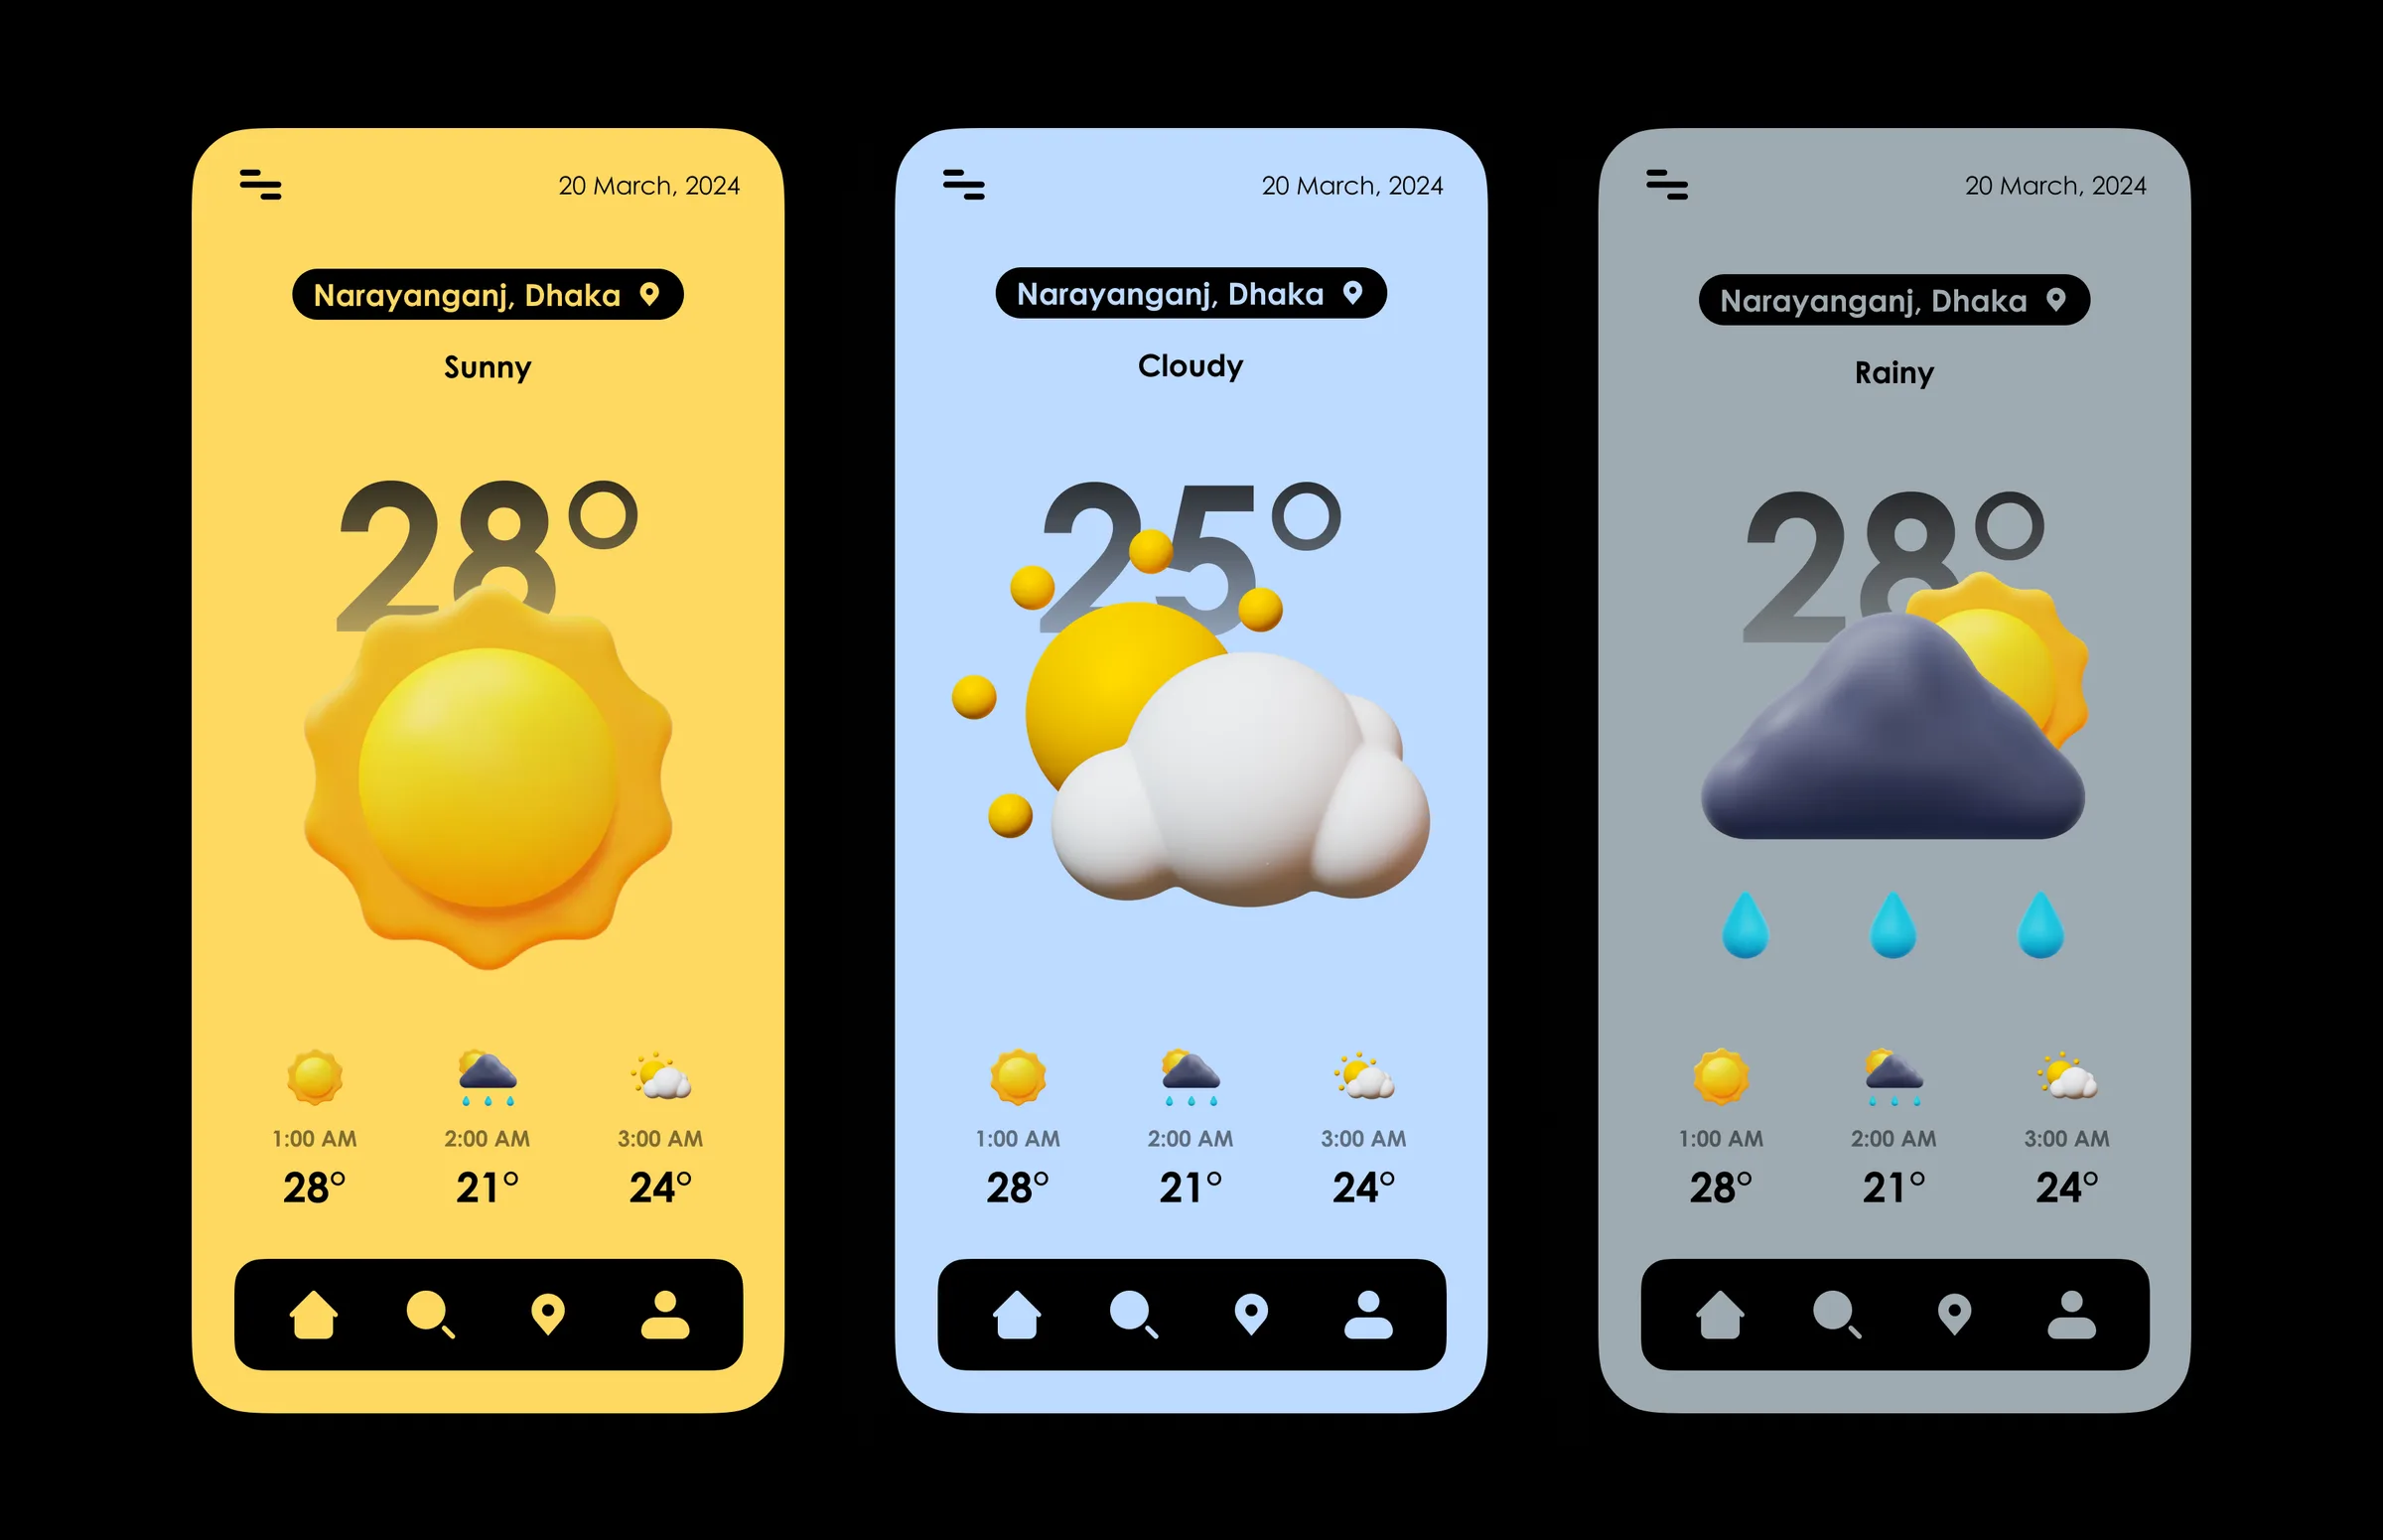 20 March, 2024
Narayanganj, Dhaka
Sunny
28°
1:00 AM 2:00 AM 3:00 AM
28° 21° 24°
20 March, 2024
Narayanganj, Dhaka
Cloudy
25°
1:00 AM 2:00 AM 3:00 AM
28° 21° 24°
20 March, 2024
Narayanganj, Dhaka
Rainy
28°
1:00 AM 2:00 AM 3:00 AM
28° 21° 24°